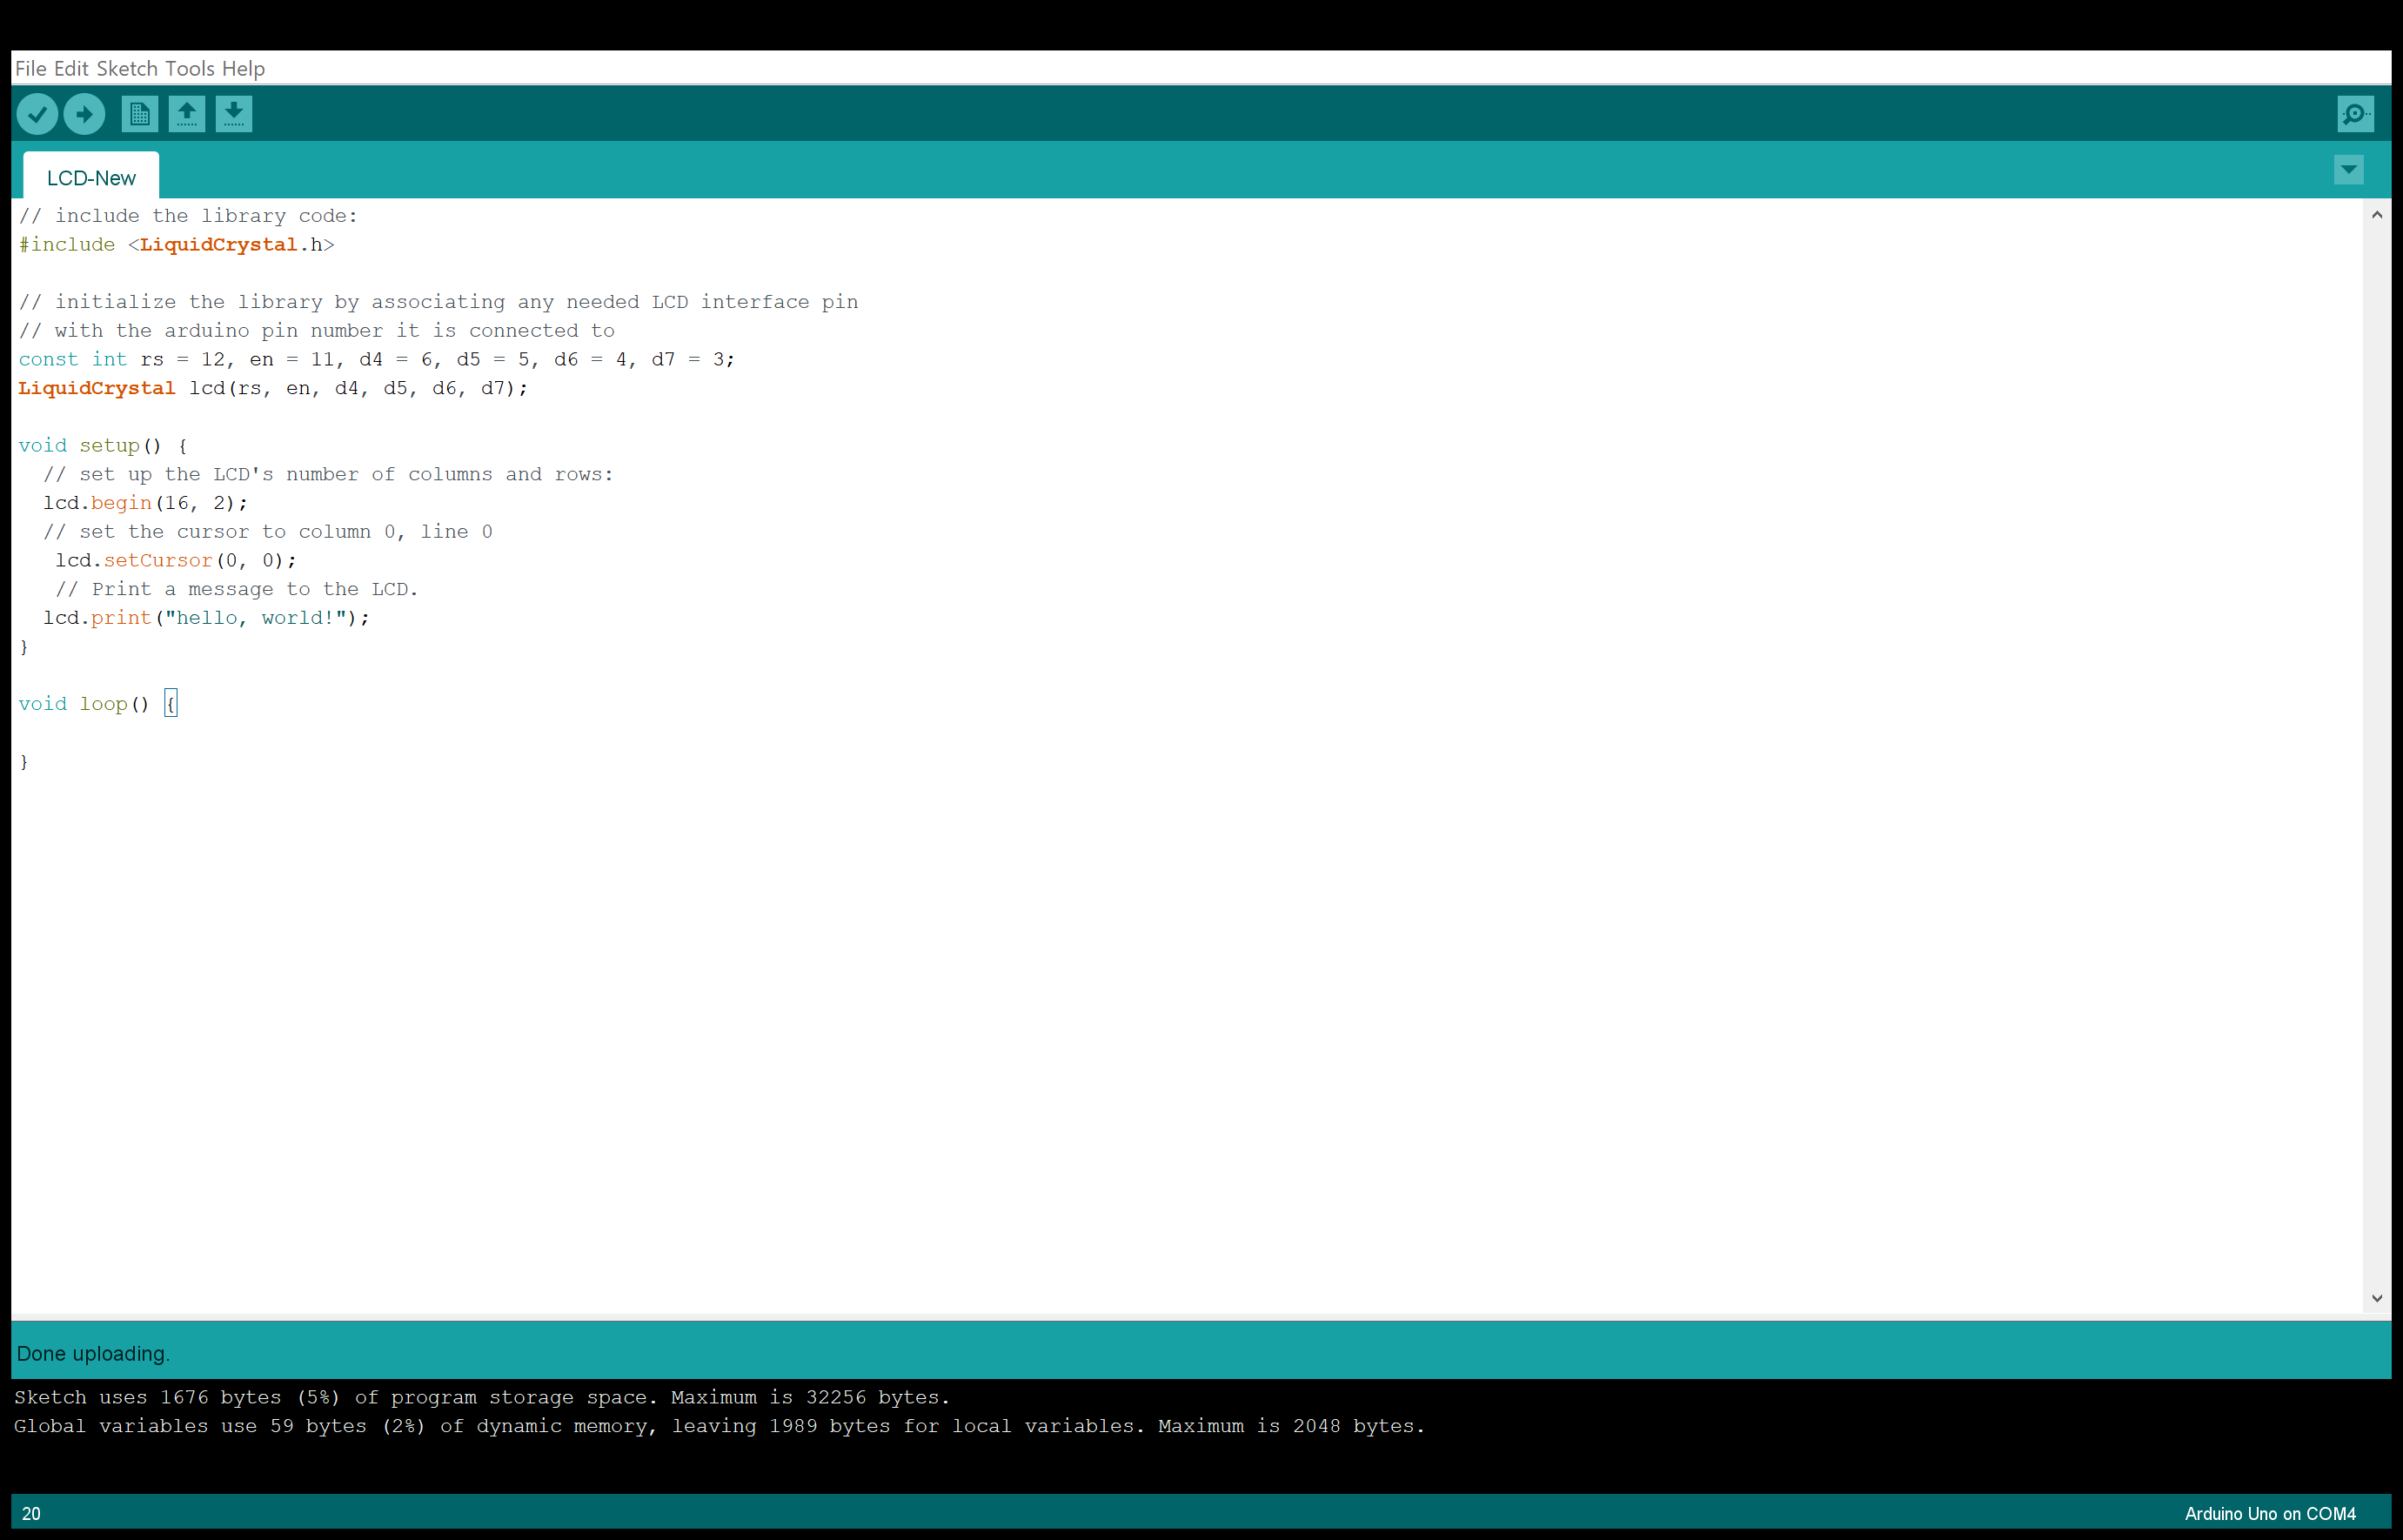 File Edit Sketch Tools Help
LCD-New
// include the library code:
#include <LiquidCrystal.h>
// initialize the library by associating any needed LCD interface pin
// with the arduino pin number it is connected to
const int rs = 12, en = 11, d4 = 6, d5 = 5, d6 = 4, d7 = 3;
LiquidCrystal lcd(rs, en, d4, d5, d6, d7);
void setup() {
  // set up the LCD's number of columns and rows:
  lcd.begin(16, 2);
  // set the cursor to column 0, line 0
   lcd.setCursor(0, 0);
   // Print a message to the LCD.
  lcd.print("hello, world!");
}
void loop() {
}
Done uploading.
Sketch uses 1676 bytes (5%) of program storage space. Maximum is 32256 bytes.
Global variables use 59 bytes (2%) of dynamic memory, leaving 1989 bytes for local variables. Maximum is 2048 bytes.
20
Arduino Uno on COM4